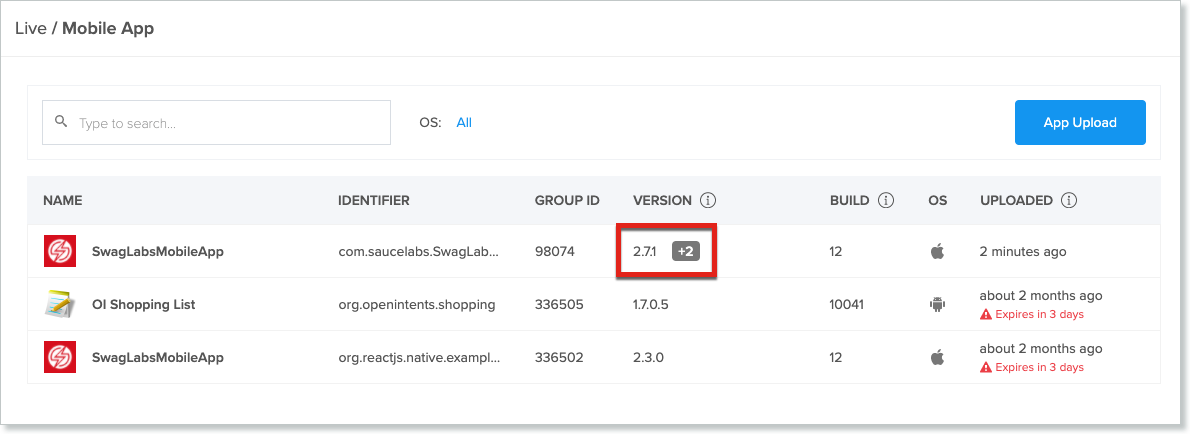 Live / Mobile App
Type to search...
OS: All
App Upload
NAME IDENTIFIER GROUP ID VERSION BUILD OS UPLOADED
SwagLabsMobileApp com.saucelabs.SwagLab... 98074 2.7.1 +2 12 2 minutes ago
OI Shopping List org.openintents.shopping 336505 1.7.0.5 10041 about 2 months ago
Expires in 3 days
SwagLabsMobileApp org.reactjs.native.exampl... 336502 2.3.0 12 about 2 months ago
Expires in 3 days